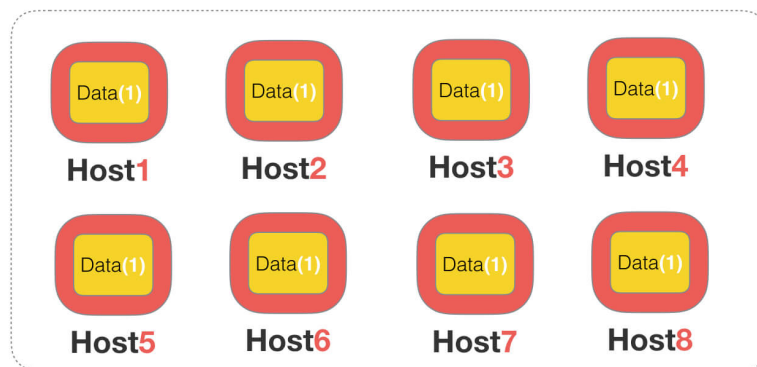 Data(1) Data(1) Data(1) Data(1)
Host1 Host2 Host3 Host4
Data(1) Data(1) Data(1) Data(1)
Host5 Host6 Host7 Host8